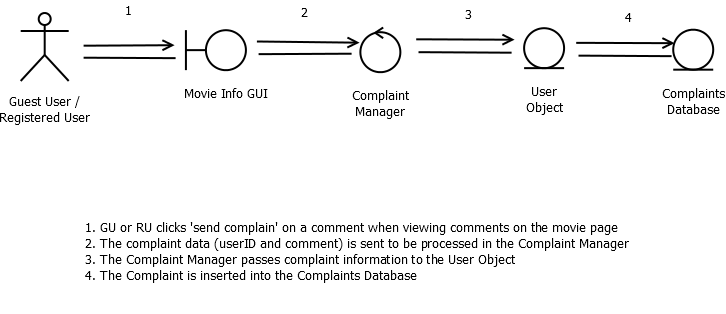 1
2
3
4
Guest User /
Registered User
Movie Info GUI
Complaint
Manager
User
Object
Complaints
Database
1. GU or RU clicks 'send complain' on a comment when viewing comments on the movie page
2. The complaint data (userID and comment) is sent to be processed in the Complaint Manager
3. The Complaint Manager passes complaint information to the User Object
4. The Complaint is inserted into the Complaints Database